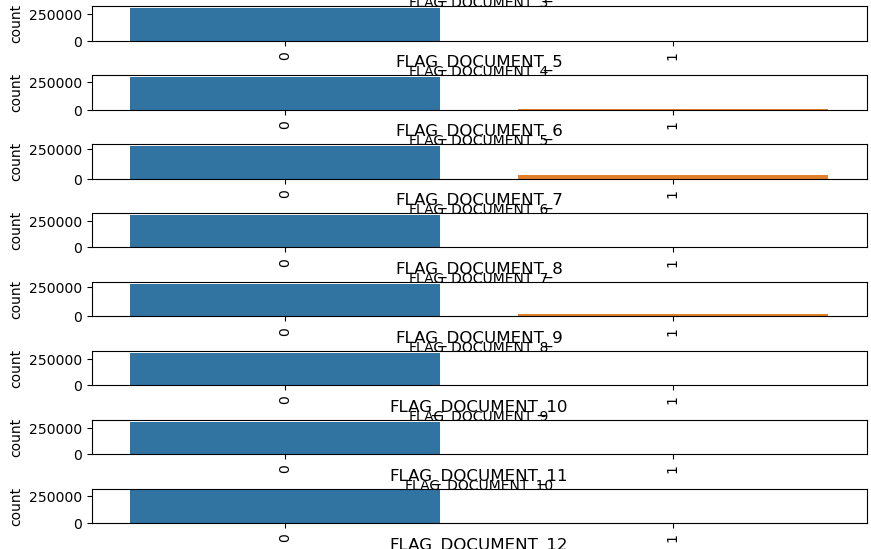 FLAG_DOCUMENT_3
count
250000
0
0
1
FLAG_DOCUMENT_5
FLAG_DOCUMENT_4
count
250000
0
0
1
FLAG_DOCUMENT_6
FLAG_DOCUMENT_5
count
250000
0
0
1
FLAG_DOCUMENT_7
FLAG_DOCUMENT_6
count
250000
0
0
1
FLAG_DOCUMENT_8
FLAG_DOCUMENT_7
count
250000
0
0
1
FLAG_DOCUMENT_9
FLAG_DOCUMENT_8
count
250000
0
0
1
FLAG_DOCUMENT_10
FLAG_DOCUMENT_9
count
250000
0
0
1
FLAG_DOCUMENT_11
FLAG_DOCUMENT_10
count
250000
0
0
1
FLAG_DOCUMENT_12